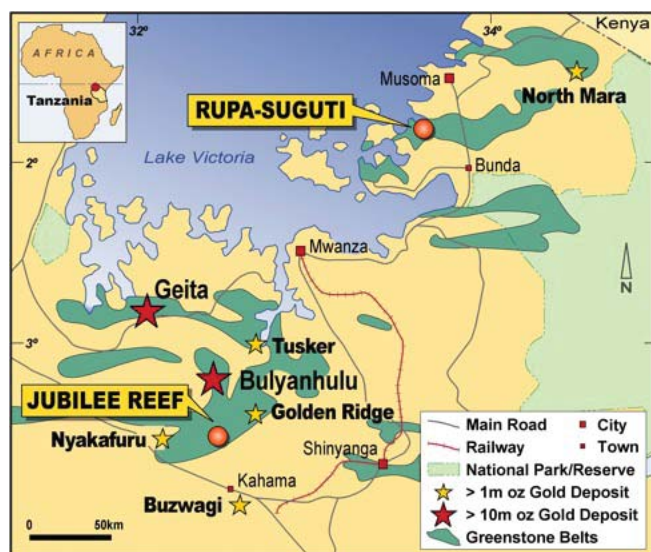 32°
34°
Kenya
AFRICA
Tanzania
Musoma
North Mara
RUPA-SUGUTI
2°
Lake Victoria
Bunda
Mwanza
N
Geita
3°
Tusker
Bulyanhulu
JUBILEE REEF
Golden Ridge
Nyakafuru
Shinyanga
Kahama
Buzwagi
0
50km
Main Road
City
Railway
Town
National Park/Reserve
> 1m oz Gold Deposit
> 10m oz Gold Deposit
Greenstone Belts